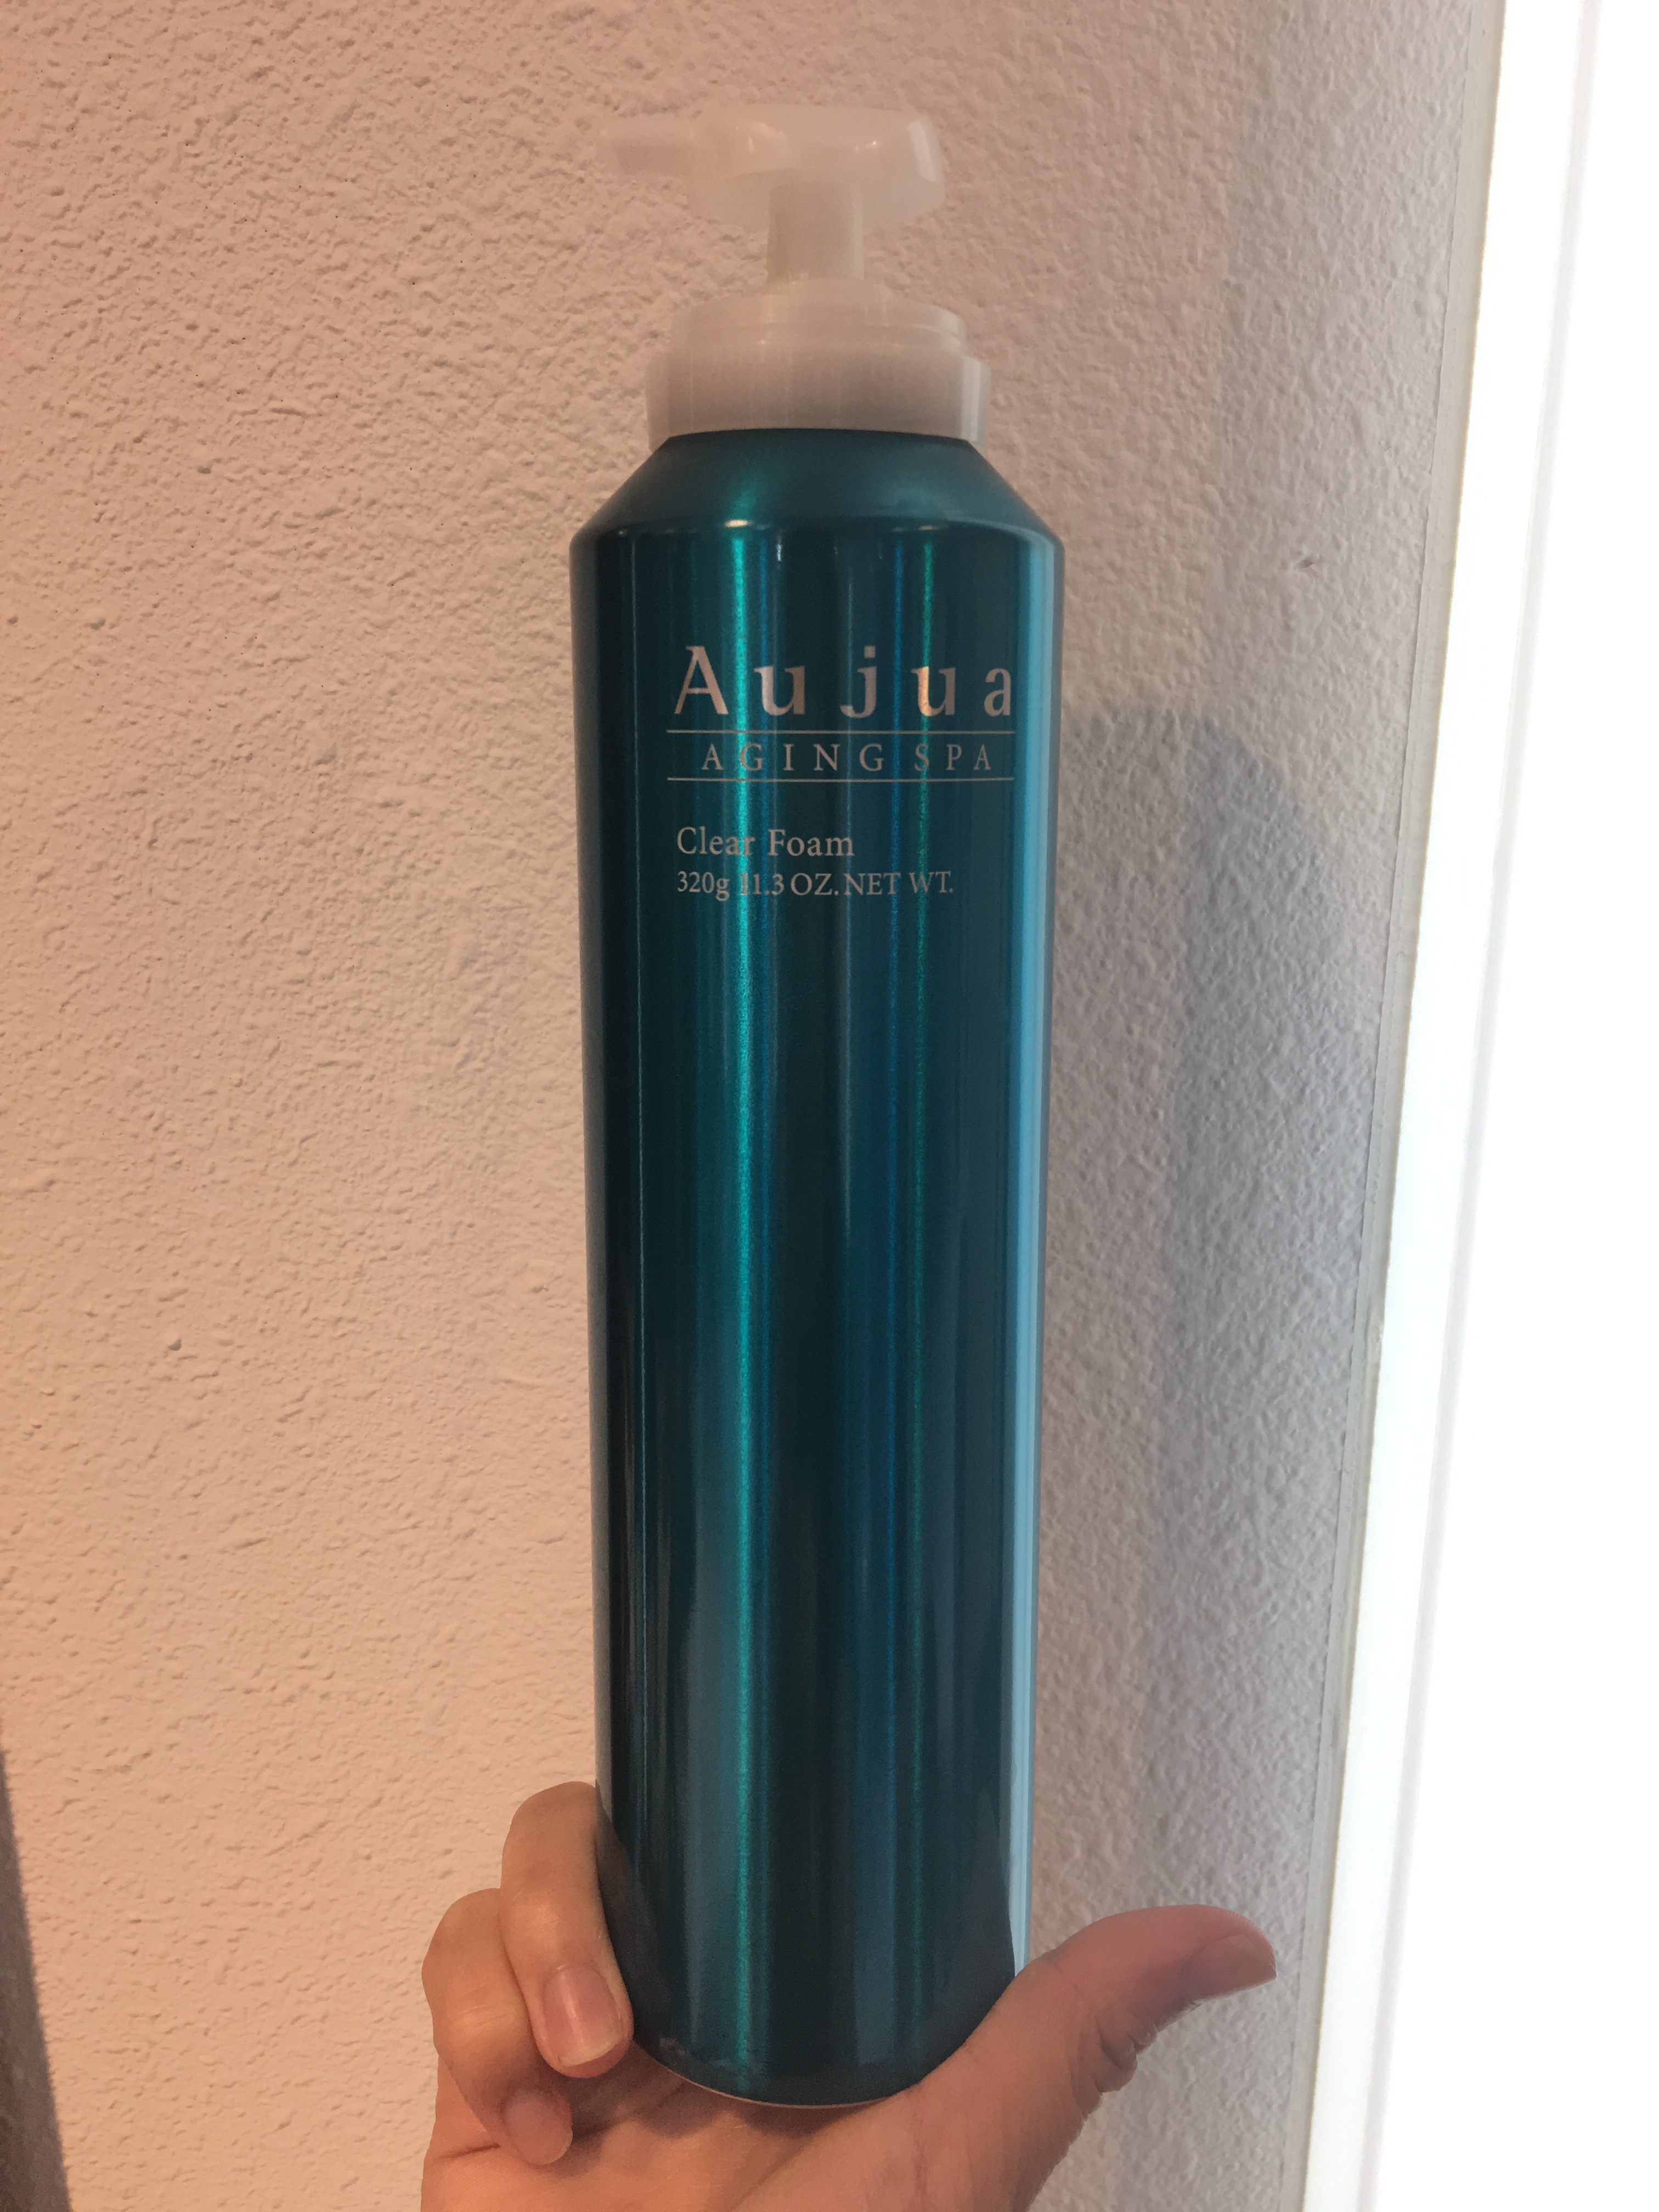 Aujua
AGING SPA
Clear Foam
320g 11.3 OZ. NET WT.